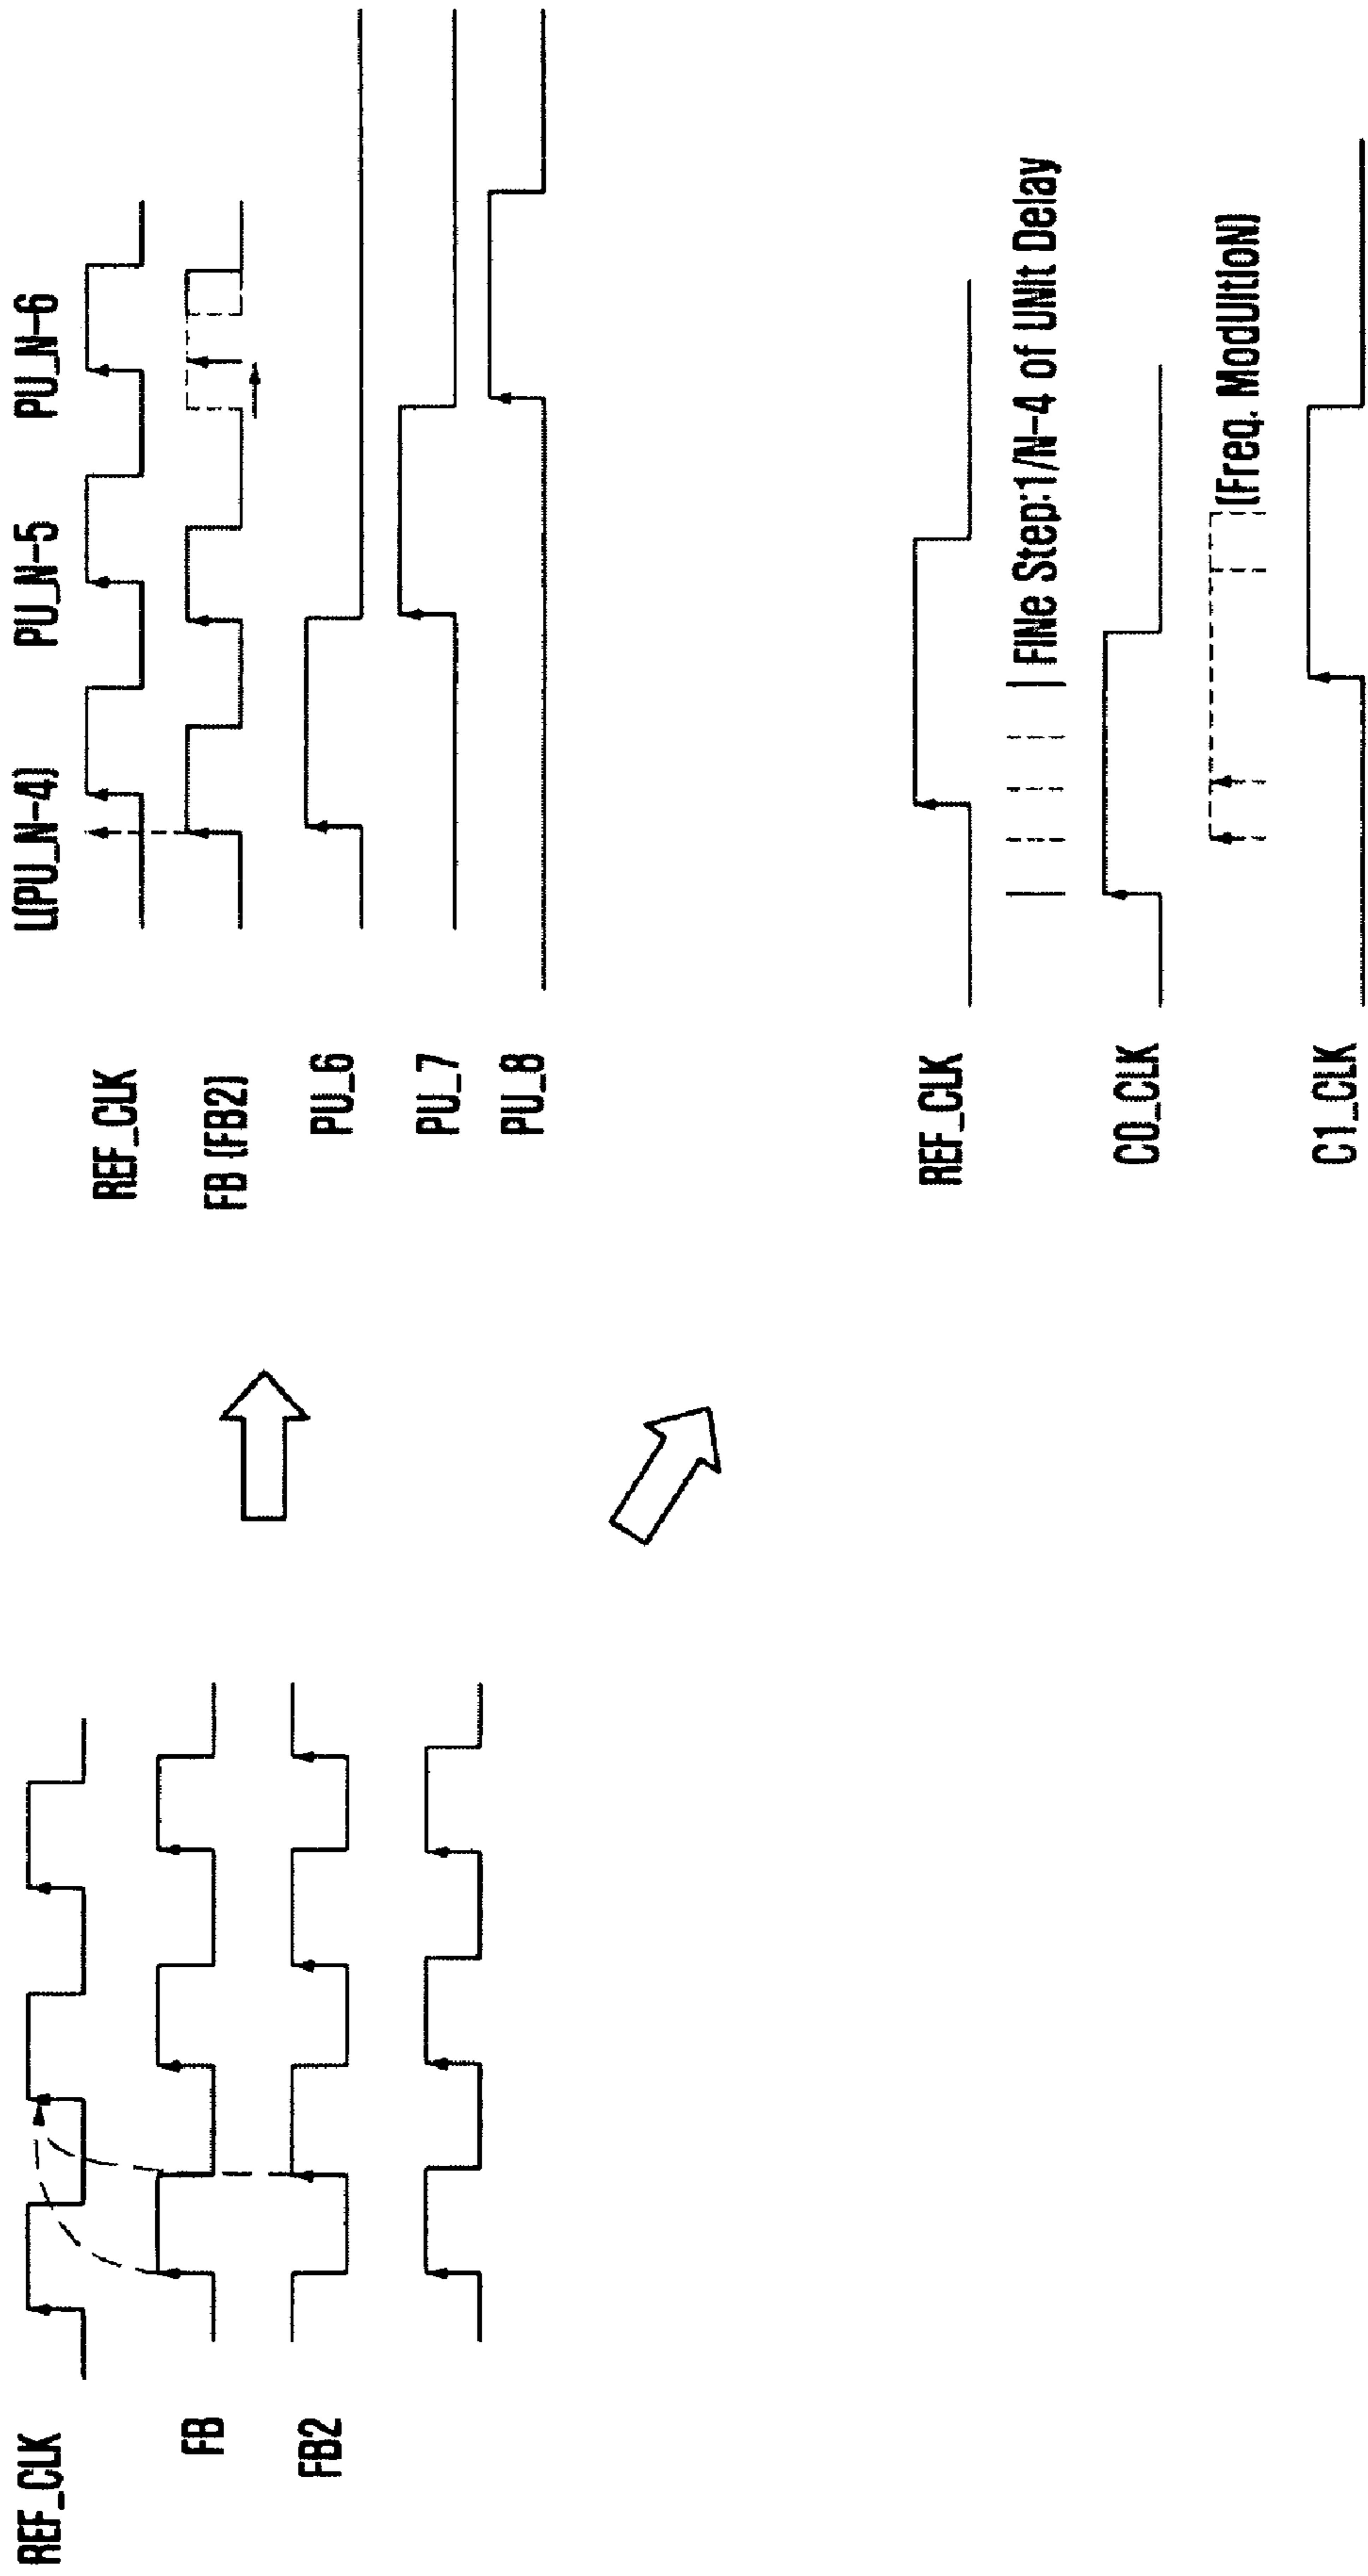 REF_CLK
FB
FB2
L(PU_N-4) PU_N-5 PU_N-6
REF_CLK
FB (FB2)
PU_6
PU_7
PU_8
REF_CLK
FINe Step:1/N-4 of UNit Delay
C0_CLK
(Freq. ModUltioN)
C1_CLK